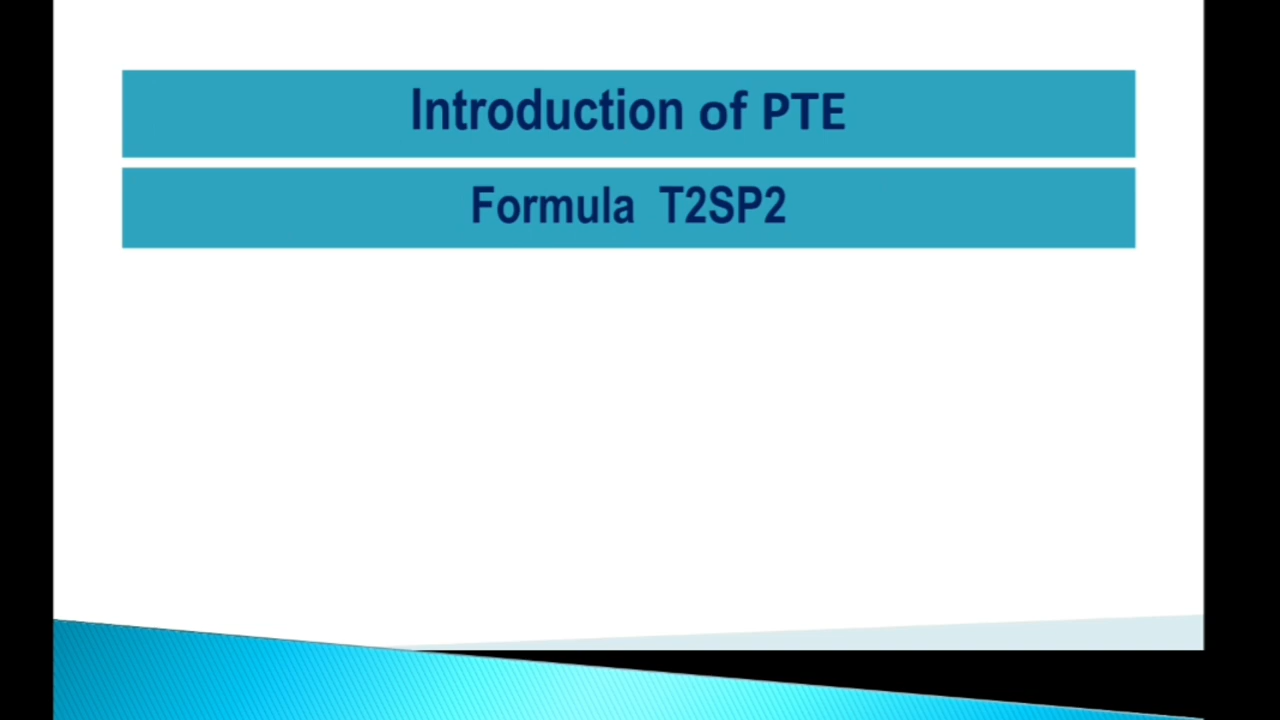 Introduction of PTE
Formula T2SP2